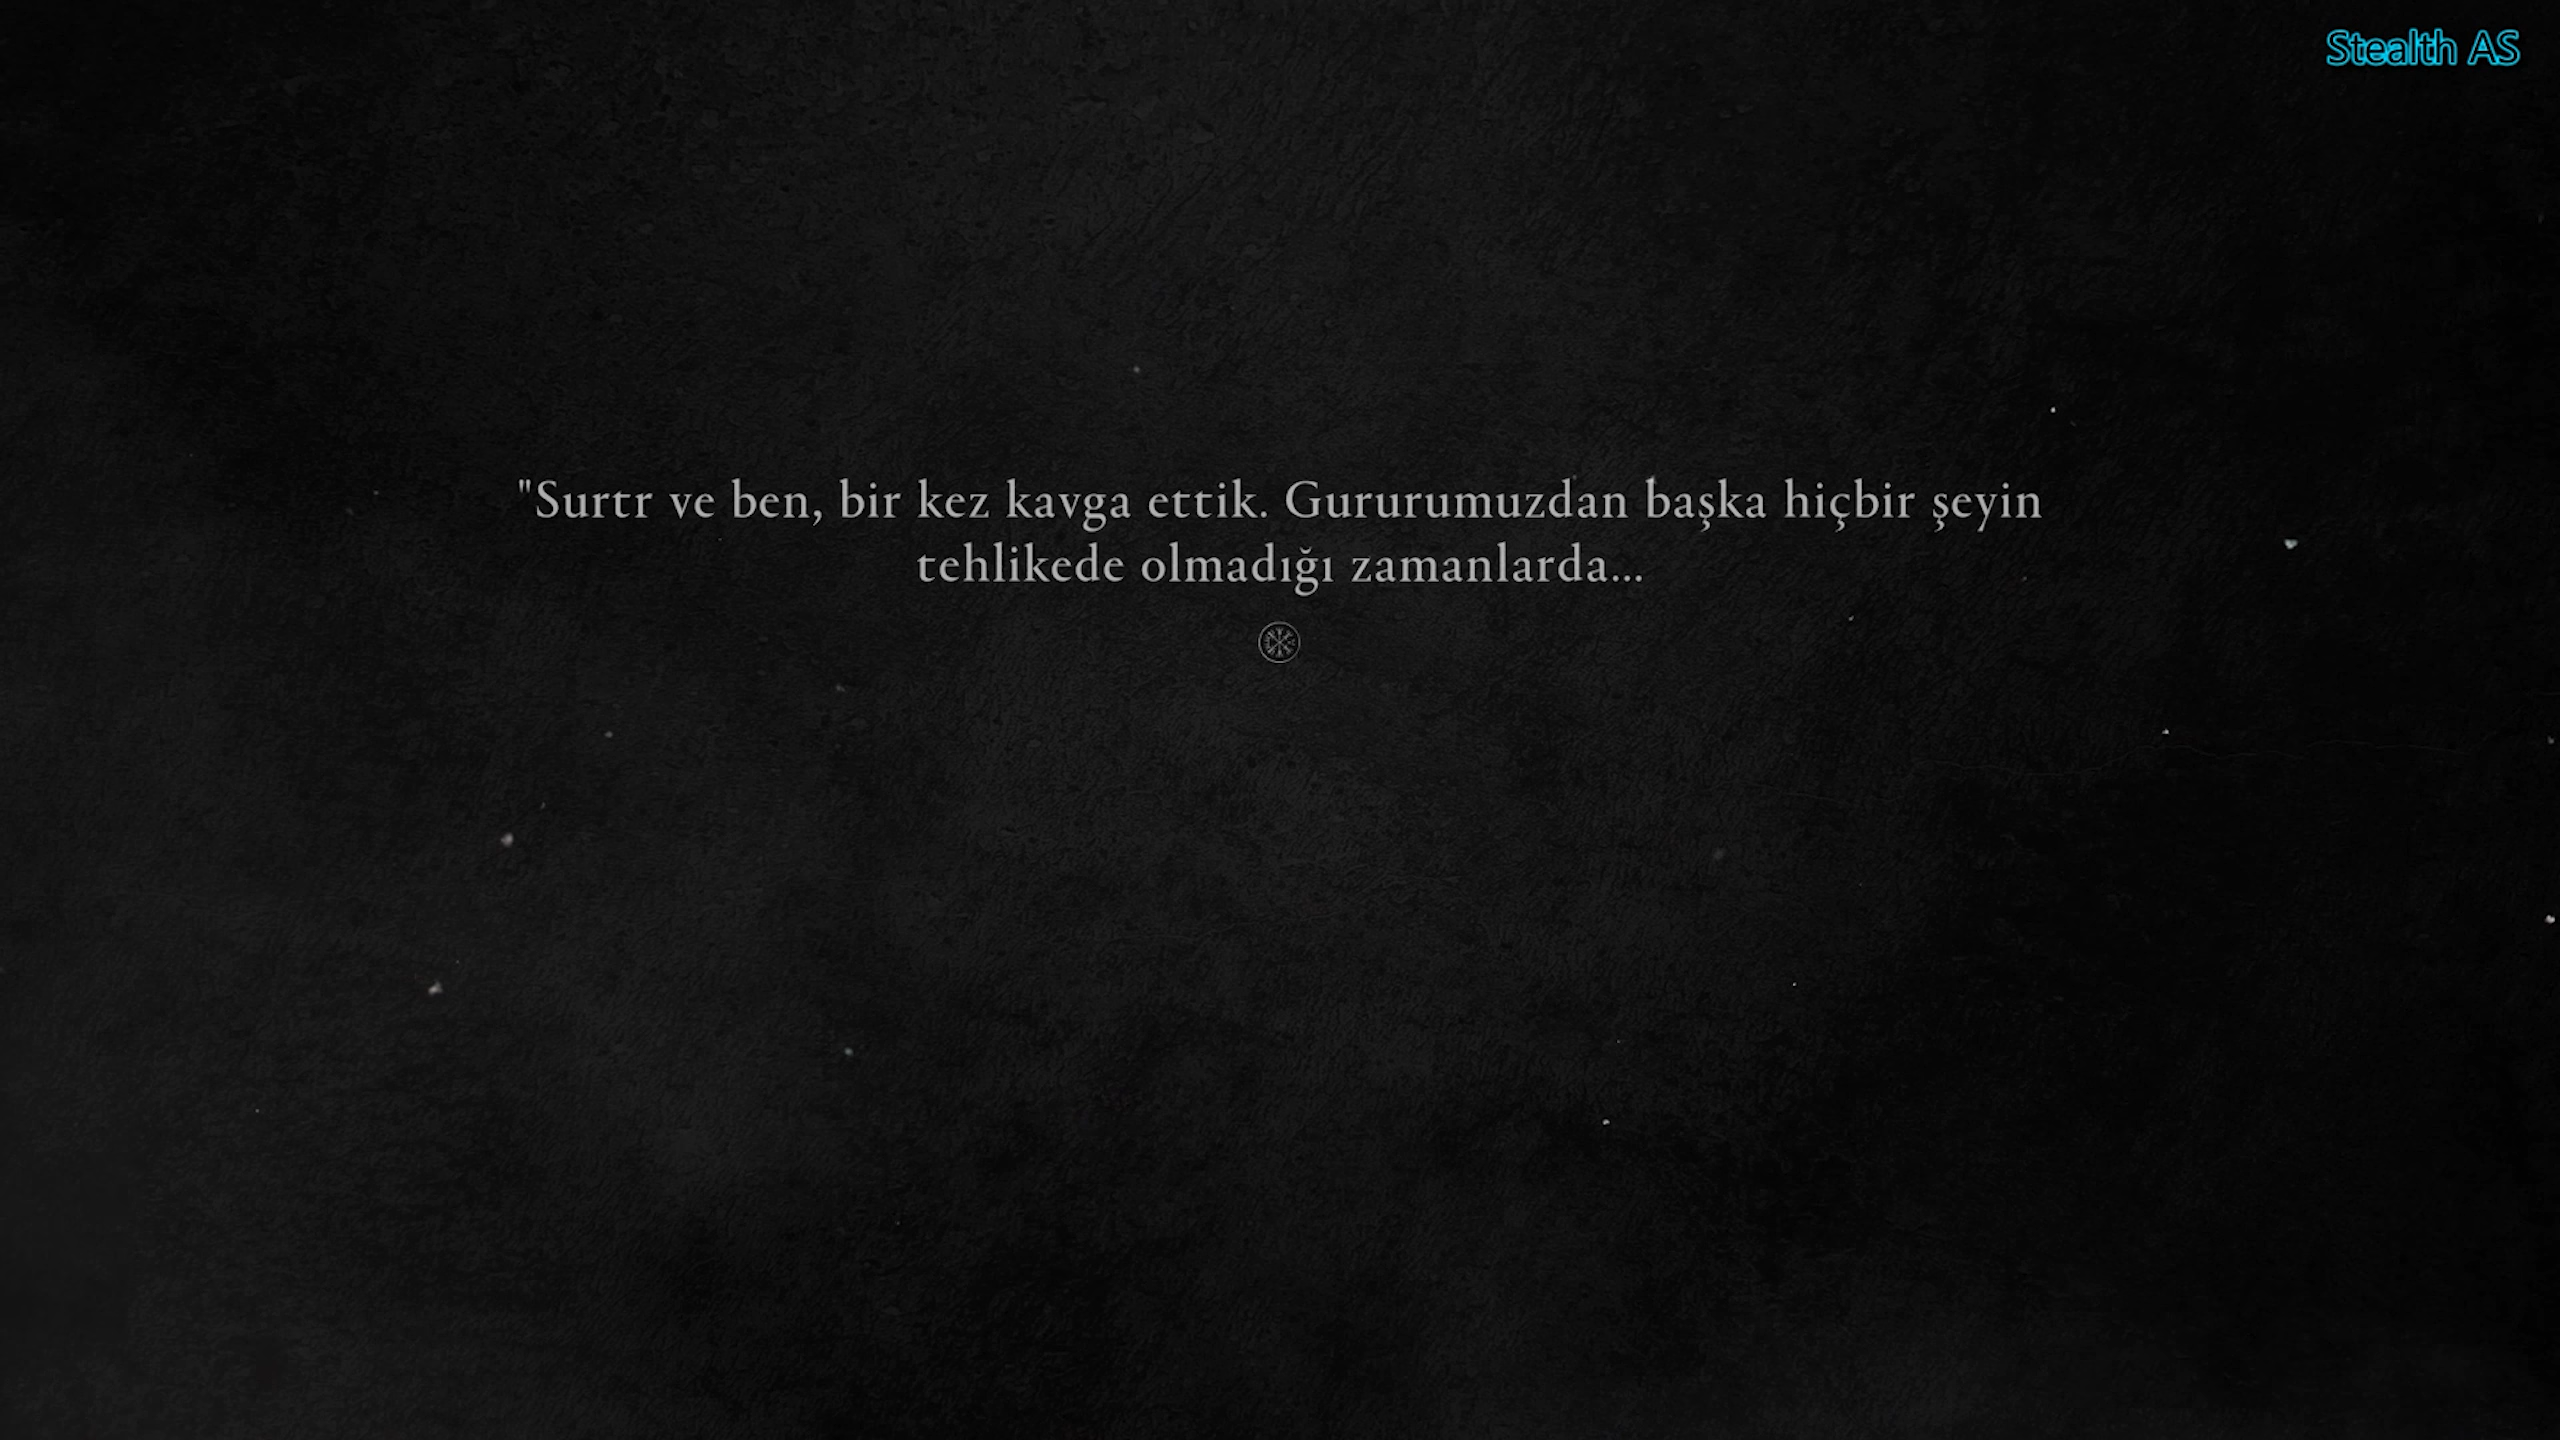 Stealth AS
"Surtr ve ben, bir kez kavga ettik. Gururumuzdan başka hiçbir şeyin
tehlikede olmadığı zamanlarda...